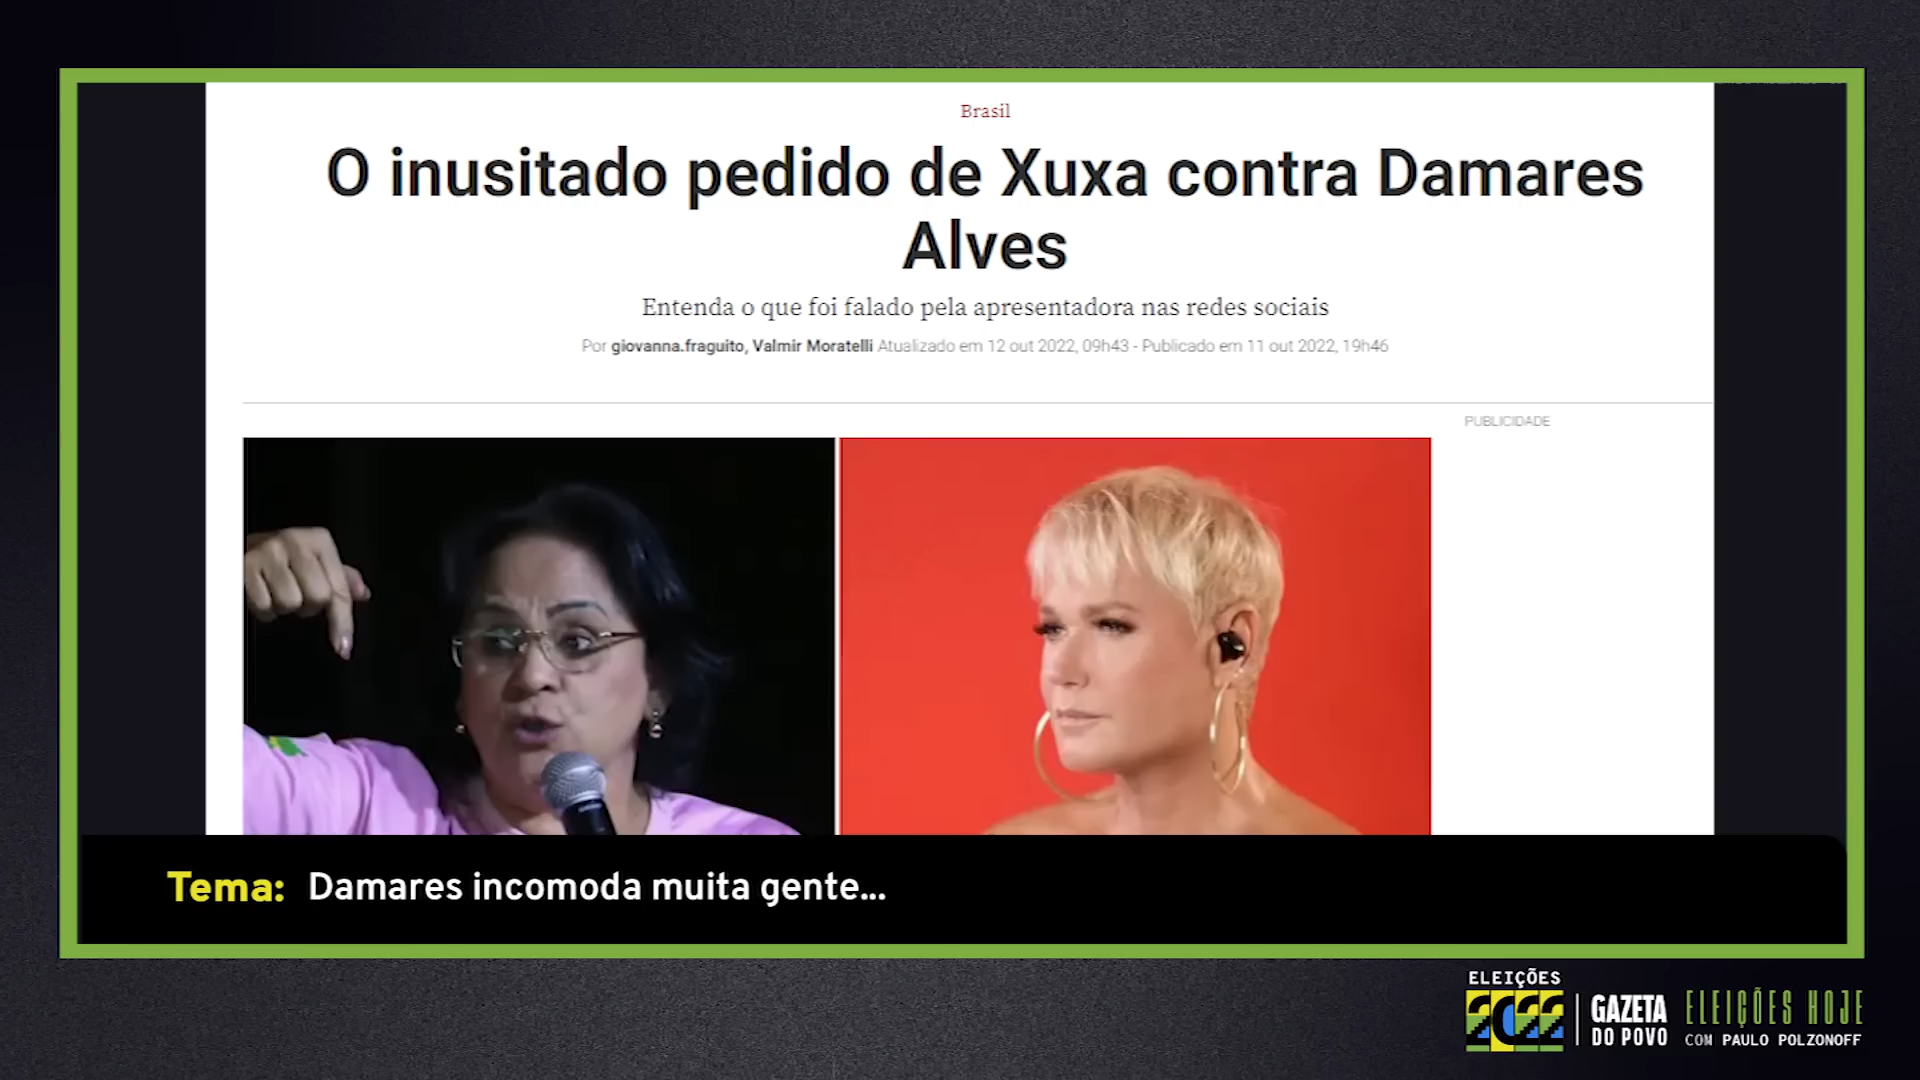 Brasil
O inusitado pedido de Xuxa contra Damares
Alves
Entenda o que foi falado pela apresentadora nas redes sociais
Por giovanna.fraguito, Valmir Moratelli Atualizado em 12 out 2022, 09h43 - Publicado em 11 out 2022, 19h46
PUBLICIDADE
Tema: Damares incomoda muita gente...
ELEIÇÕES
2022
GAZETA
DO POVO
ELEIÇÕES HOJE
COM PAULO POLZONOFF